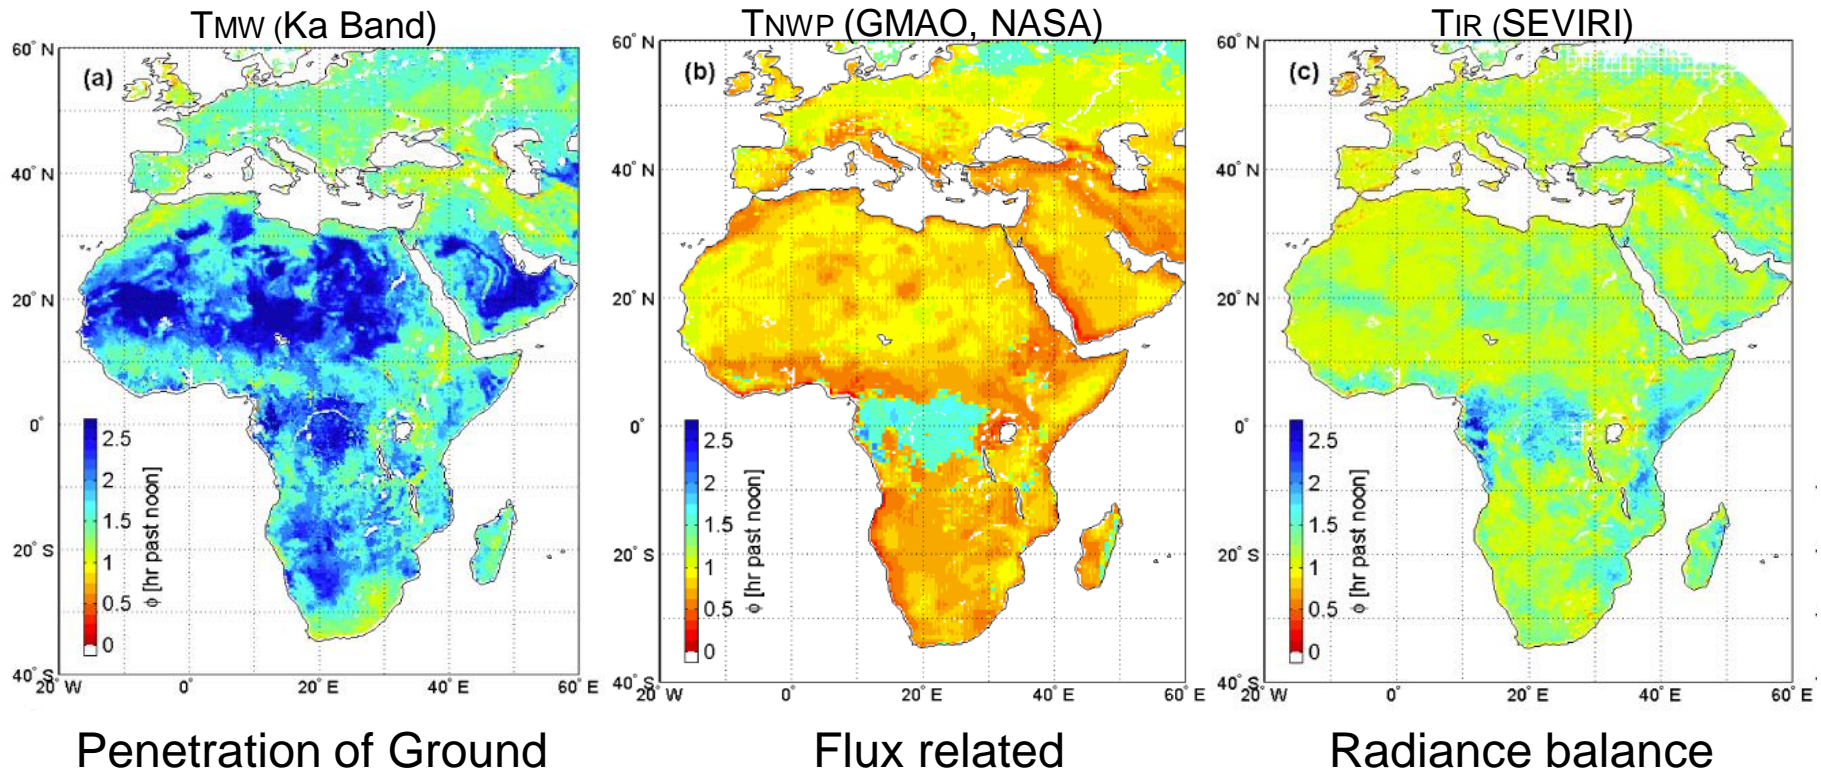 TMW (Ka Band)
TNWP (GMAO, NASA)
TIR (SEVIRI)
60° N
40° N
20° N
0°
20° S
40° S
20° W
0°
20° E
40° E
60° E
(a)
2.5
2
1.5
1
0.5
0
ϕ [hr past noon]
60° N
40° N
20° N
0°
20° S
40° S
20° W
0°
20° E
40° E
60° E
(b)
2.5
2
1.5
1
0.5
0
ϕ [hr past noon]
60° N
40° N
20° N
0°
20° S
40° S
20° W
0°
20° E
40° E
60° E
(c)
2.5
2
1.5
1
0.5
0
ϕ [hr past noon]
Penetration of Ground
Flux related
Radiance balance